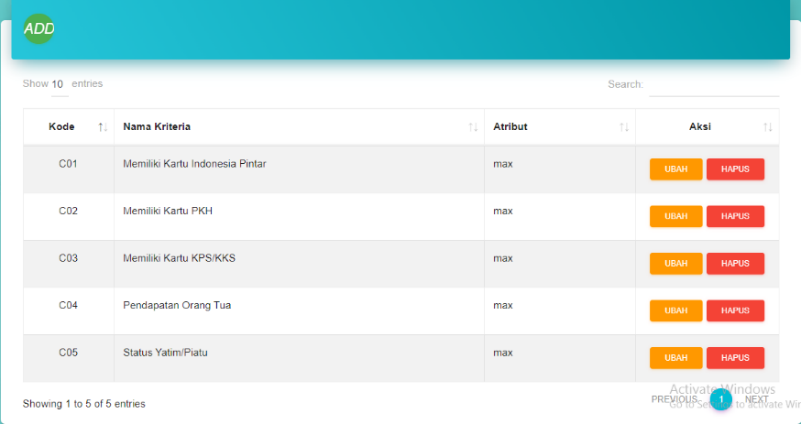 ADD
Show 10 entries Search:
Kode Nama Kriteria Atribut Aksi
C01 Memiliki Kartu Indonesia Pintar max UBAH HAPUS
C02 Memiliki Kartu PKH max UBAH HAPUS
C03 Memiliki Kartu KPS/KKS max UBAH HAPUS
C04 Pendapatan Orang Tua max UBAH HAPUS
C05 Status Yatim/Piatu max UBAH HAPUS
Activate Windows
Showing 1 to 5 of 5 entries PREVIOUS 1 NEXT
Go to Settings to activate Win